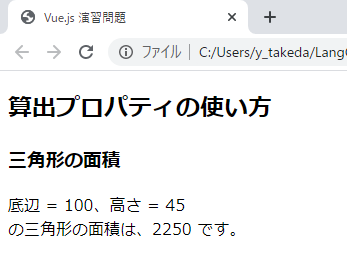 Vue.js 演習問題
ファイル | C:/Users/y_takeda/Lang
算出プロパティの使い方
三角形の面積
底辺 = 100、高さ = 45
の三角形の面積は、2250 です。